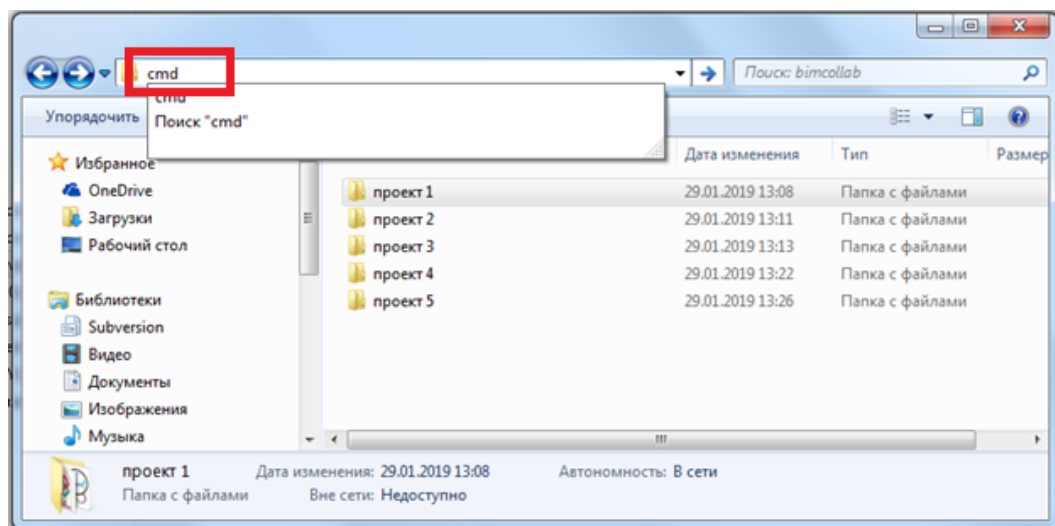 cmd
Поиск: bimcollab
cmd
Поиск "cmd"
Упорядочить
Дата изменения Тип Размер
Избранное
OneDrive
Загрузки
Рабочий стол
Библиотеки
Subversion
Видео
Документы
Изображения
Музыка
проект 1 29.01.2019 13:08 Папка с файлами
проект 2 29.01.2019 13:11 Папка с файлами
проект 3 29.01.2019 13:13 Папка с файлами
проект 4 29.01.2019 13:22 Папка с файлами
проект 5 29.01.2019 13:26 Папка с файлами
проект 1 Дата изменения: 29.01.2019 13:08 Автономность: В сети
Папка с файлами Вне сети: Недоступно